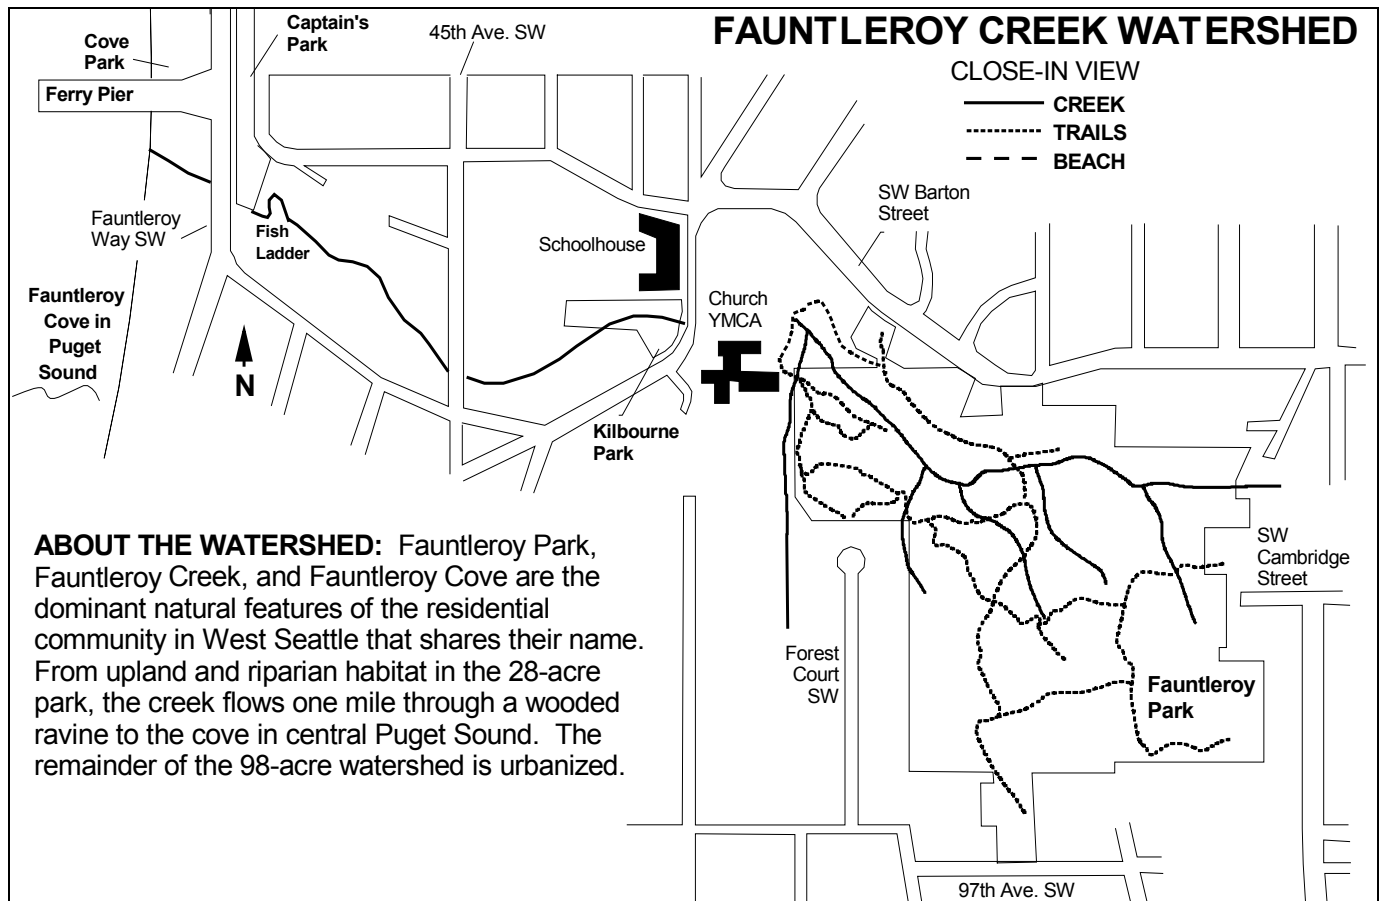 FAUNTLEROY CREEK WATERSHED
CLOSE-IN VIEW
CREEK
TRAILS
BEACH
Captain's
Park
Cove
Park
45th Ave. SW
Ferry Pier
SW Barton
Street
Fauntleroy
Way SW
Fish
Ladder
Schoolhouse
Fauntleroy
Cove in
Puget
Sound
Church
YMCA
N
Kilbourne
Park
ABOUT THE WATERSHED: Fauntleroy Park,
Fauntleroy Creek, and Fauntleroy Cove are the
dominant natural features of the residential
community in West Seattle that shares their name.
From upland and riparian habitat in the 28-acre
park, the creek flows one mile through a wooded
ravine to the cove in central Puget Sound. The
remainder of the 98-acre watershed is urbanized.
SW
Cambridge
Street
Forest
Court
SW
Fauntleroy
Park
97th Ave. SW